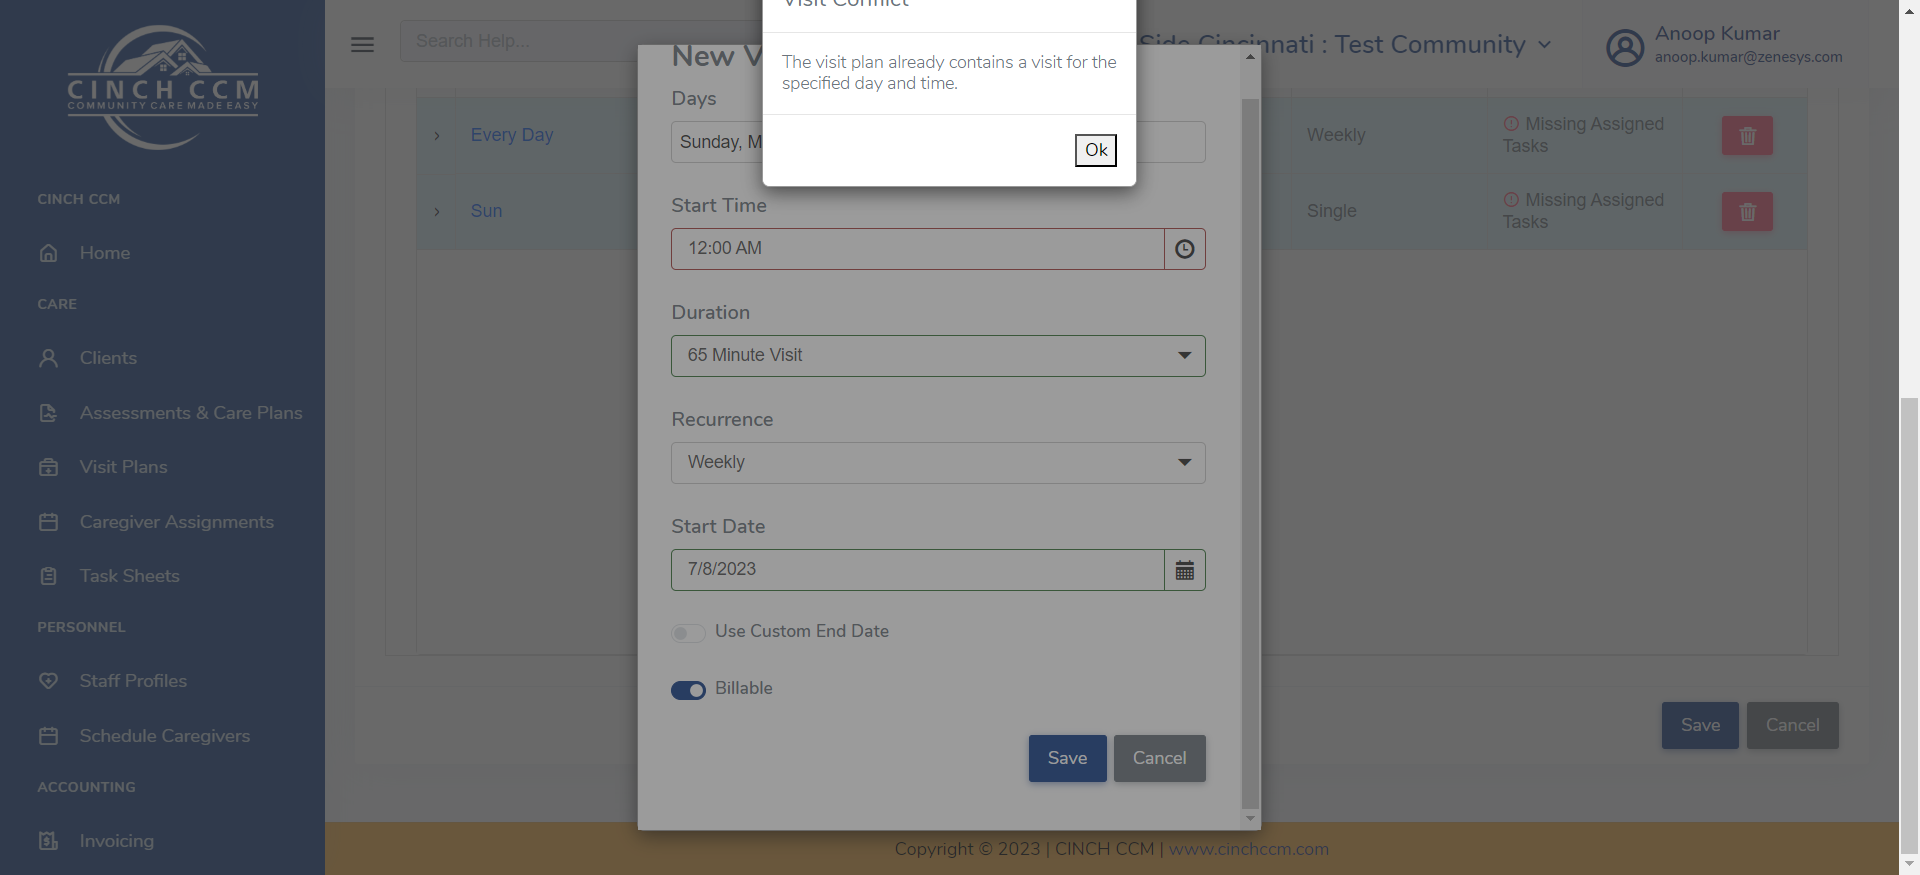 CINCH CCM
COMMUNITY CARE MADE EASY
CINCH CCM
Home
CARE
Clients
Assessments & Care Plans
Visit Plans
Caregiver Assignments
Task Sheets
PERSONNEL
Staff Profiles
Schedule Caregivers
ACCOUNTING
Invoicing
Search Help...
Side Cincinnati : Test Community
Anoop Kumar
anoop.kumar@zenesys.com
Every Day
Weekly
Missing Assigned
Tasks
Sun
Single
Missing Assigned
Tasks
Visit Conflict
The visit plan already contains a visit for the
specified day and time.
Ok
New V
Days
Sunday, M
Start Time
12:00 AM
Duration
65 Minute Visit
Recurrence
Weekly
Start Date
7/8/2023
Use Custom End Date
Billable
Save
Cancel
Save
Cancel
Copyright © 2023 | CINCH CCM | www.cinchccm.com